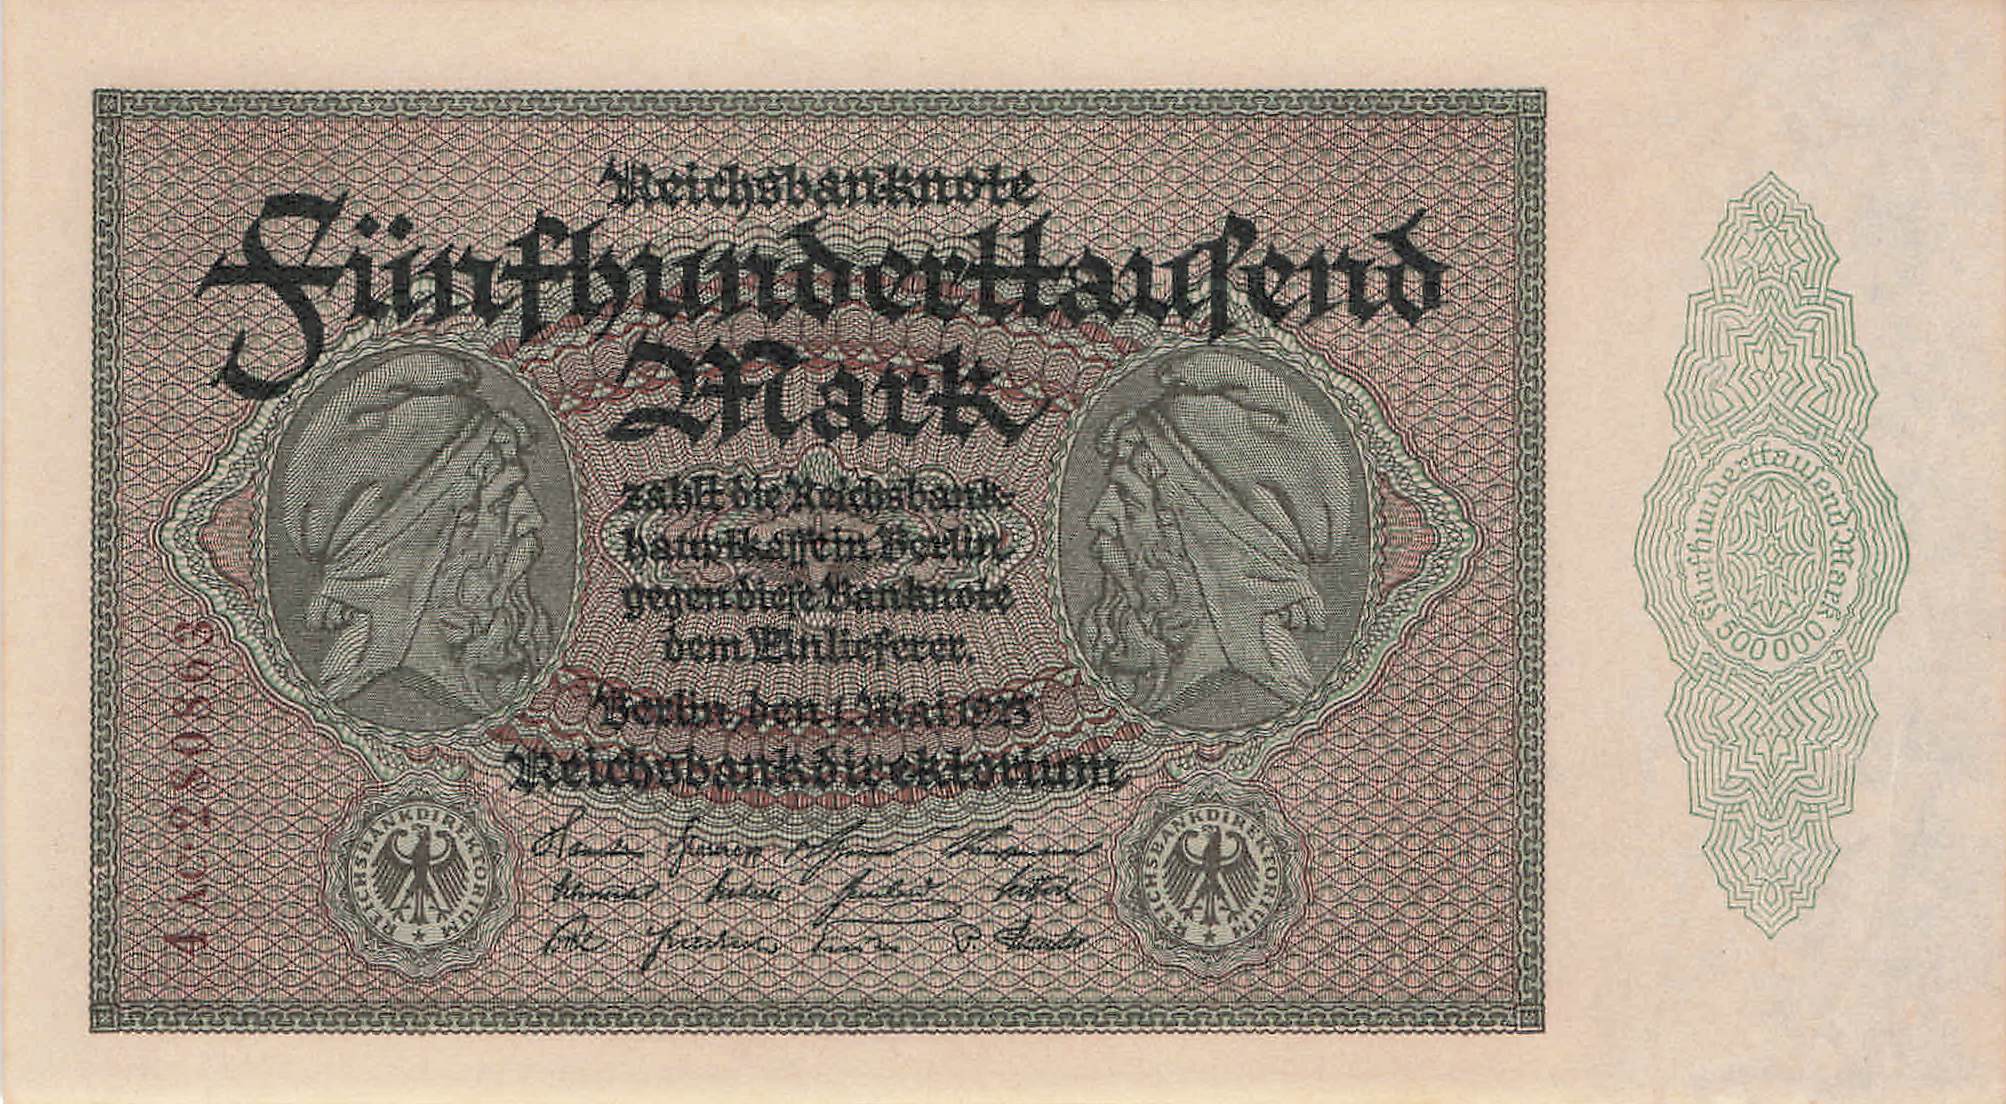 Reichsbanknote
Fünfhunderttauſend
Mark
zahlt die Reichsbank-
hauptkaſſe in Berlin
gegen dieſe Banknote
dem Einlieferer.
Berlin, den 1. Mai 1923
Reichsbankdirektorium
REICHSBANKDIREKTORIUM
REICHSBANKDIREKTORIUM
Fünfhunderttauſend Mark
500 000